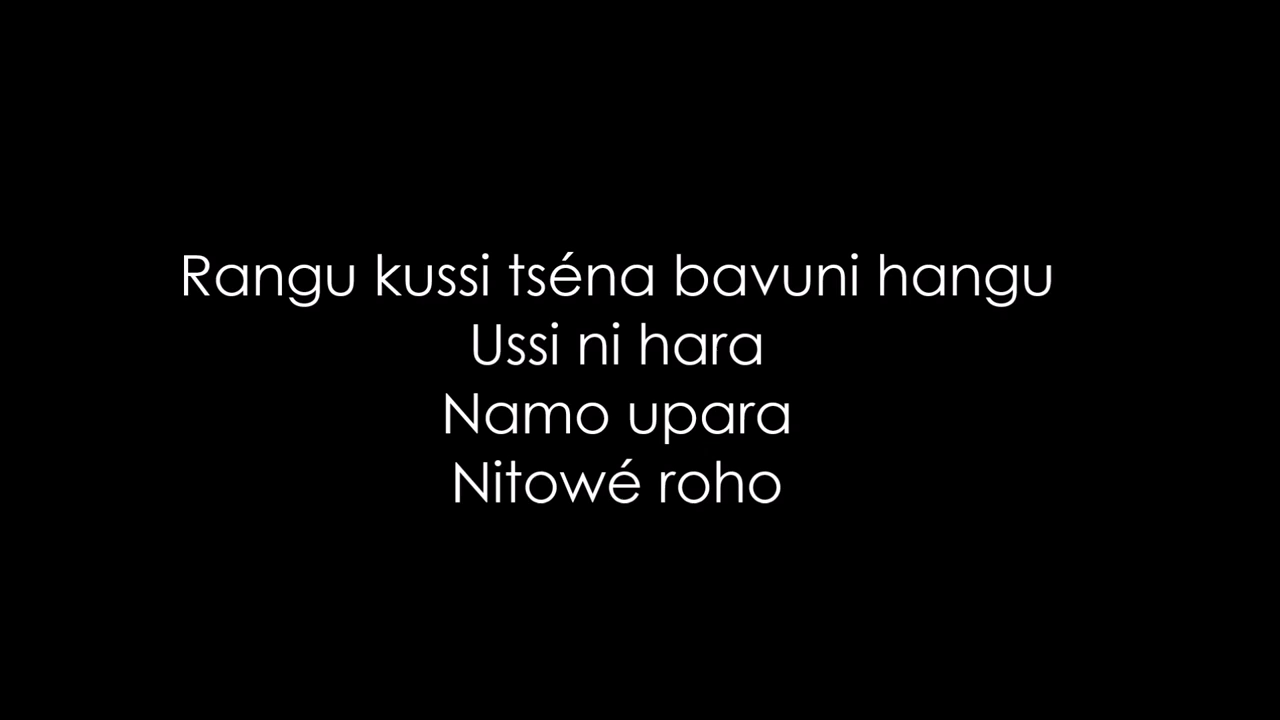 Rangu kussi tséna bavuni hangu
Ussi ni hara
Namo upara
Nitowé roho